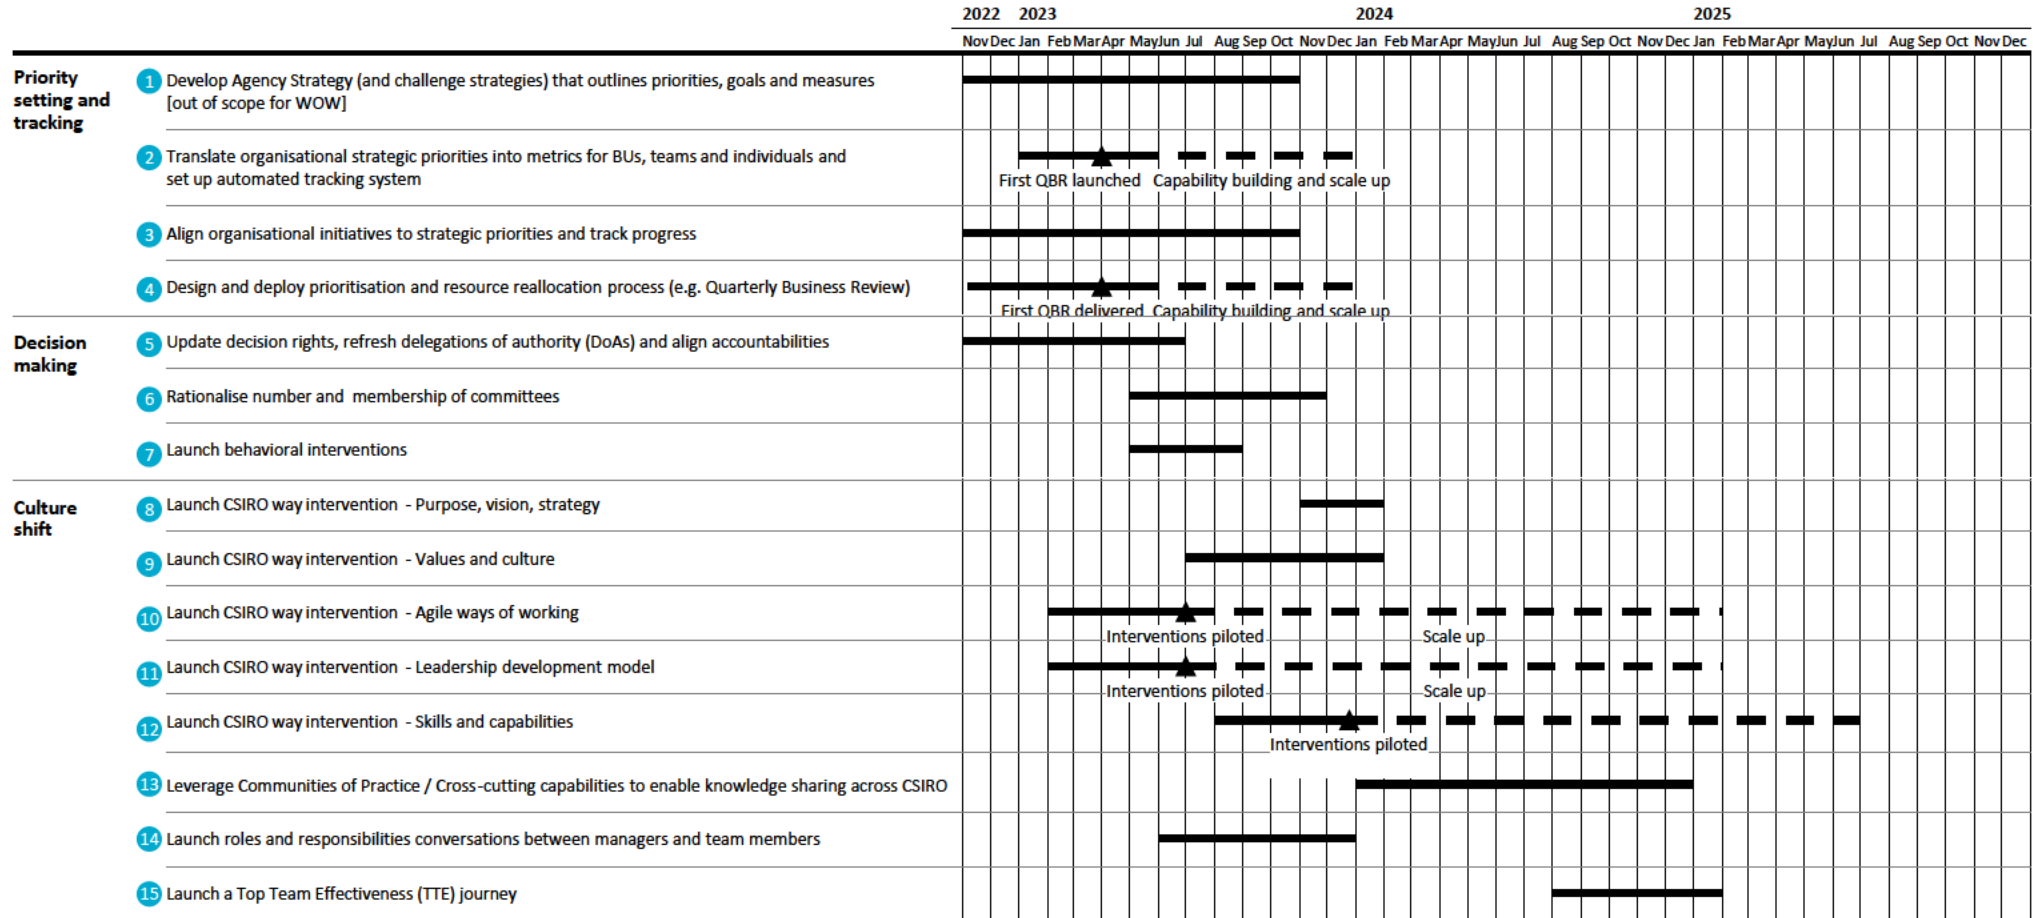 2022 2023 2024 2025
Nov Dec Jan Feb Mar Apr May Jun Jul Aug Sep Oct Nov Dec Jan Feb Mar Apr May Jun Jul Aug Sep Oct Nov Dec Jan Feb Mar Apr May Jun Jul Aug Sep Oct Nov Dec
Priority
setting and
tracking
1 Develop Agency Strategy (and challenge strategies) that outlines priorities, goals and measures
[out of scope for WOW]
2 Translate organisational strategic priorities into metrics for BUs, teams and individuals and
set up automated tracking system
First QBR launched Capability building and scale up
3 Align organisational initiatives to strategic priorities and track progress
4 Design and deploy prioritisation and resource reallocation process (e.g. Quarterly Business Review)
First QBR delivered Capability building and scale up
Decision
making
5 Update decision rights, refresh delegations of authority (DoAs) and align accountabilities
6 Rationalise number and membership of committees
7 Launch behavioral interventions
Culture
shift
8 Launch CSIRO way intervention - Purpose, vision, strategy
9 Launch CSIRO way intervention - Values and culture
10 Launch CSIRO way intervention - Agile ways of working
Interventions piloted Scale up
11 Launch CSIRO way intervention - Leadership development model
Interventions piloted Scale up
12 Launch CSIRO way intervention - Skills and capabilities
Interventions piloted
13 Leverage Communities of Practice / Cross-cutting capabilities to enable knowledge sharing across CSIRO
14 Launch roles and responsibilities conversations between managers and team members
15 Launch a Top Team Effectiveness (TTE) journey